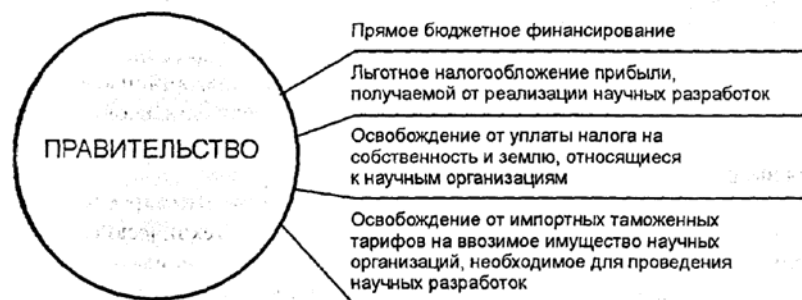 Прямое бюджетное финансирование
Льготное налогообложение прибыли,
получаемой от реализации научных разработок
ПРАВИТЕЛЬСТВО
Освобождение от уплаты налога на
собственность и землю, относящиеся
к научным организациям
Освобождение от импортных таможенных
тарифов на ввозимое имущество научных
организаций, необходимое для проведения
научных разработок